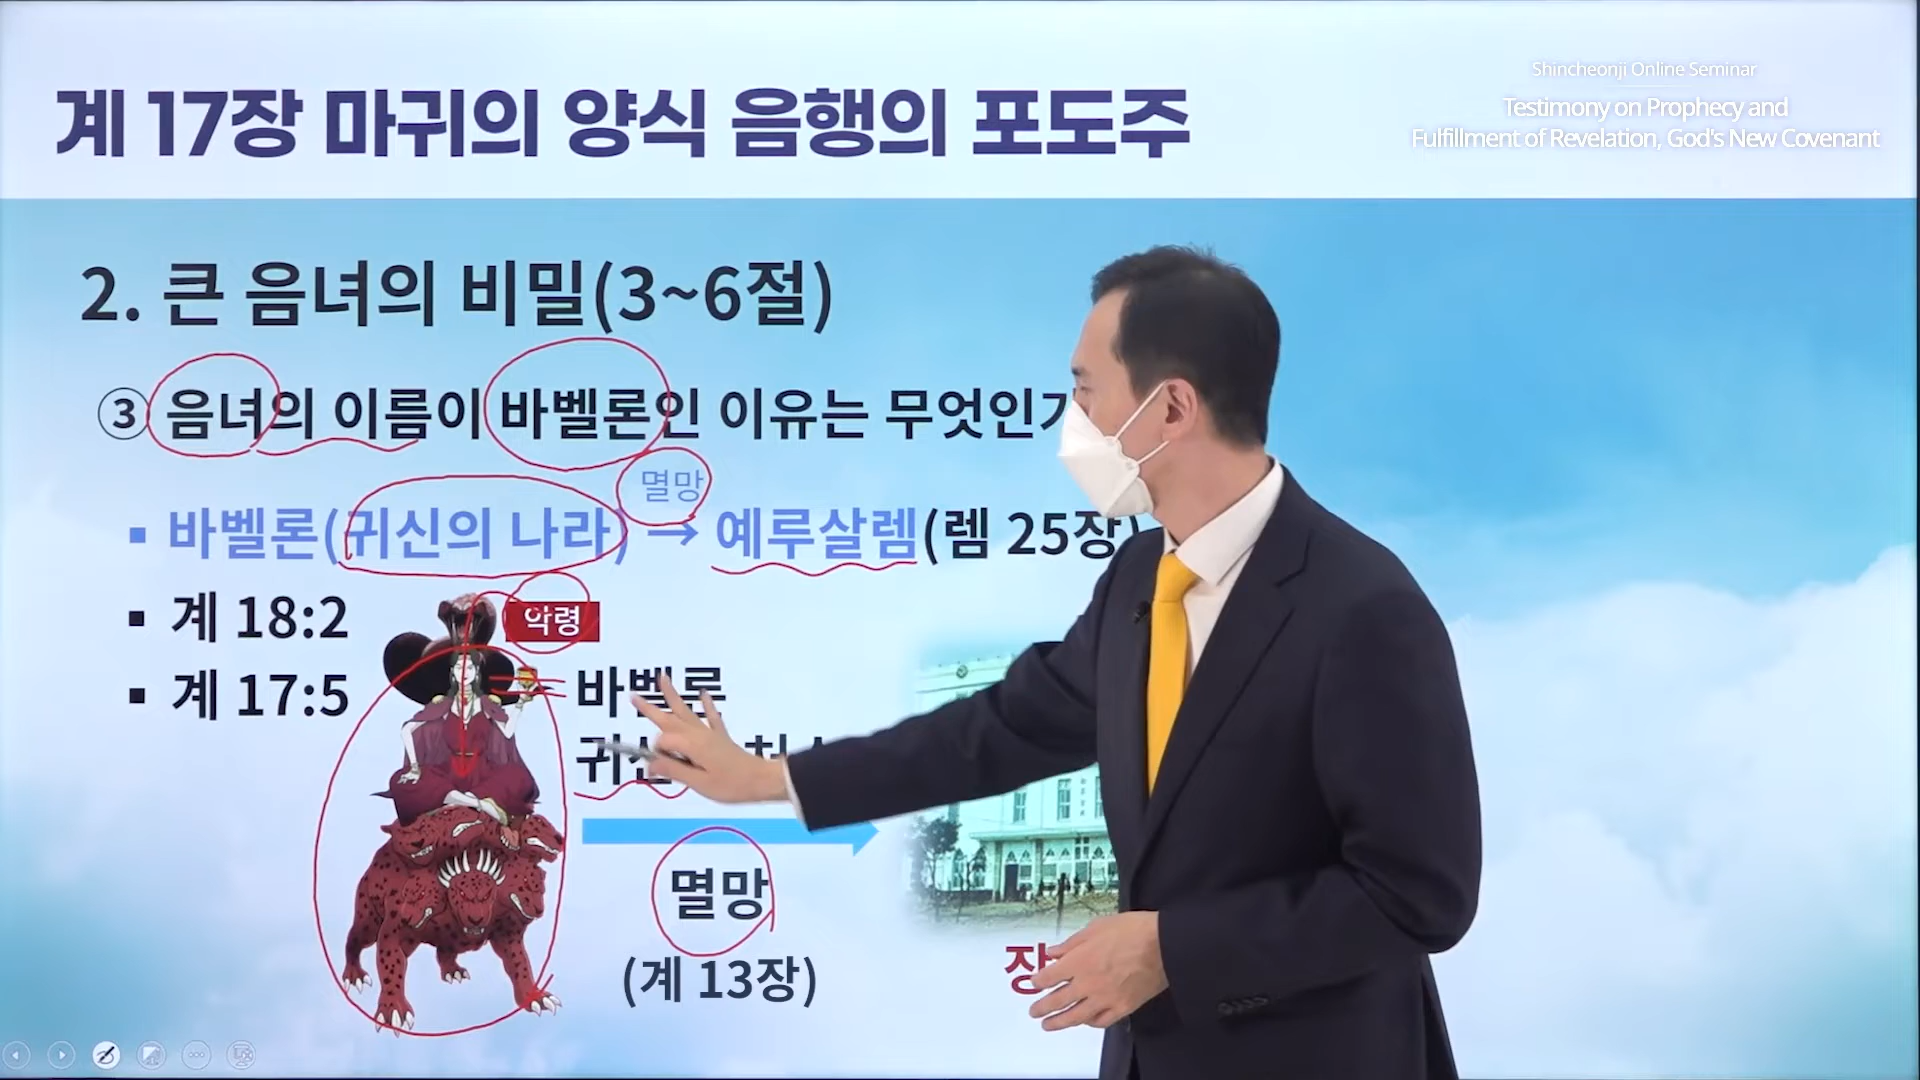 계 17장 마귀의 양식 음행의 포도주
Shincheonji Online Seminar
Testimony on Prophecy and
Fulfillment of Revelation, God's New Covenant
2. 큰 음녀의 비밀(3~6절)
③ 음녀의 이름이 바벨론인 이유는 무엇인가
멸망
▪ 바벨론(귀신의 나라) → 예루살렘(렘 25장)
▪ 계 18:2
악령
▪ 계 17:5
바벨론
멸망
(계 13장)